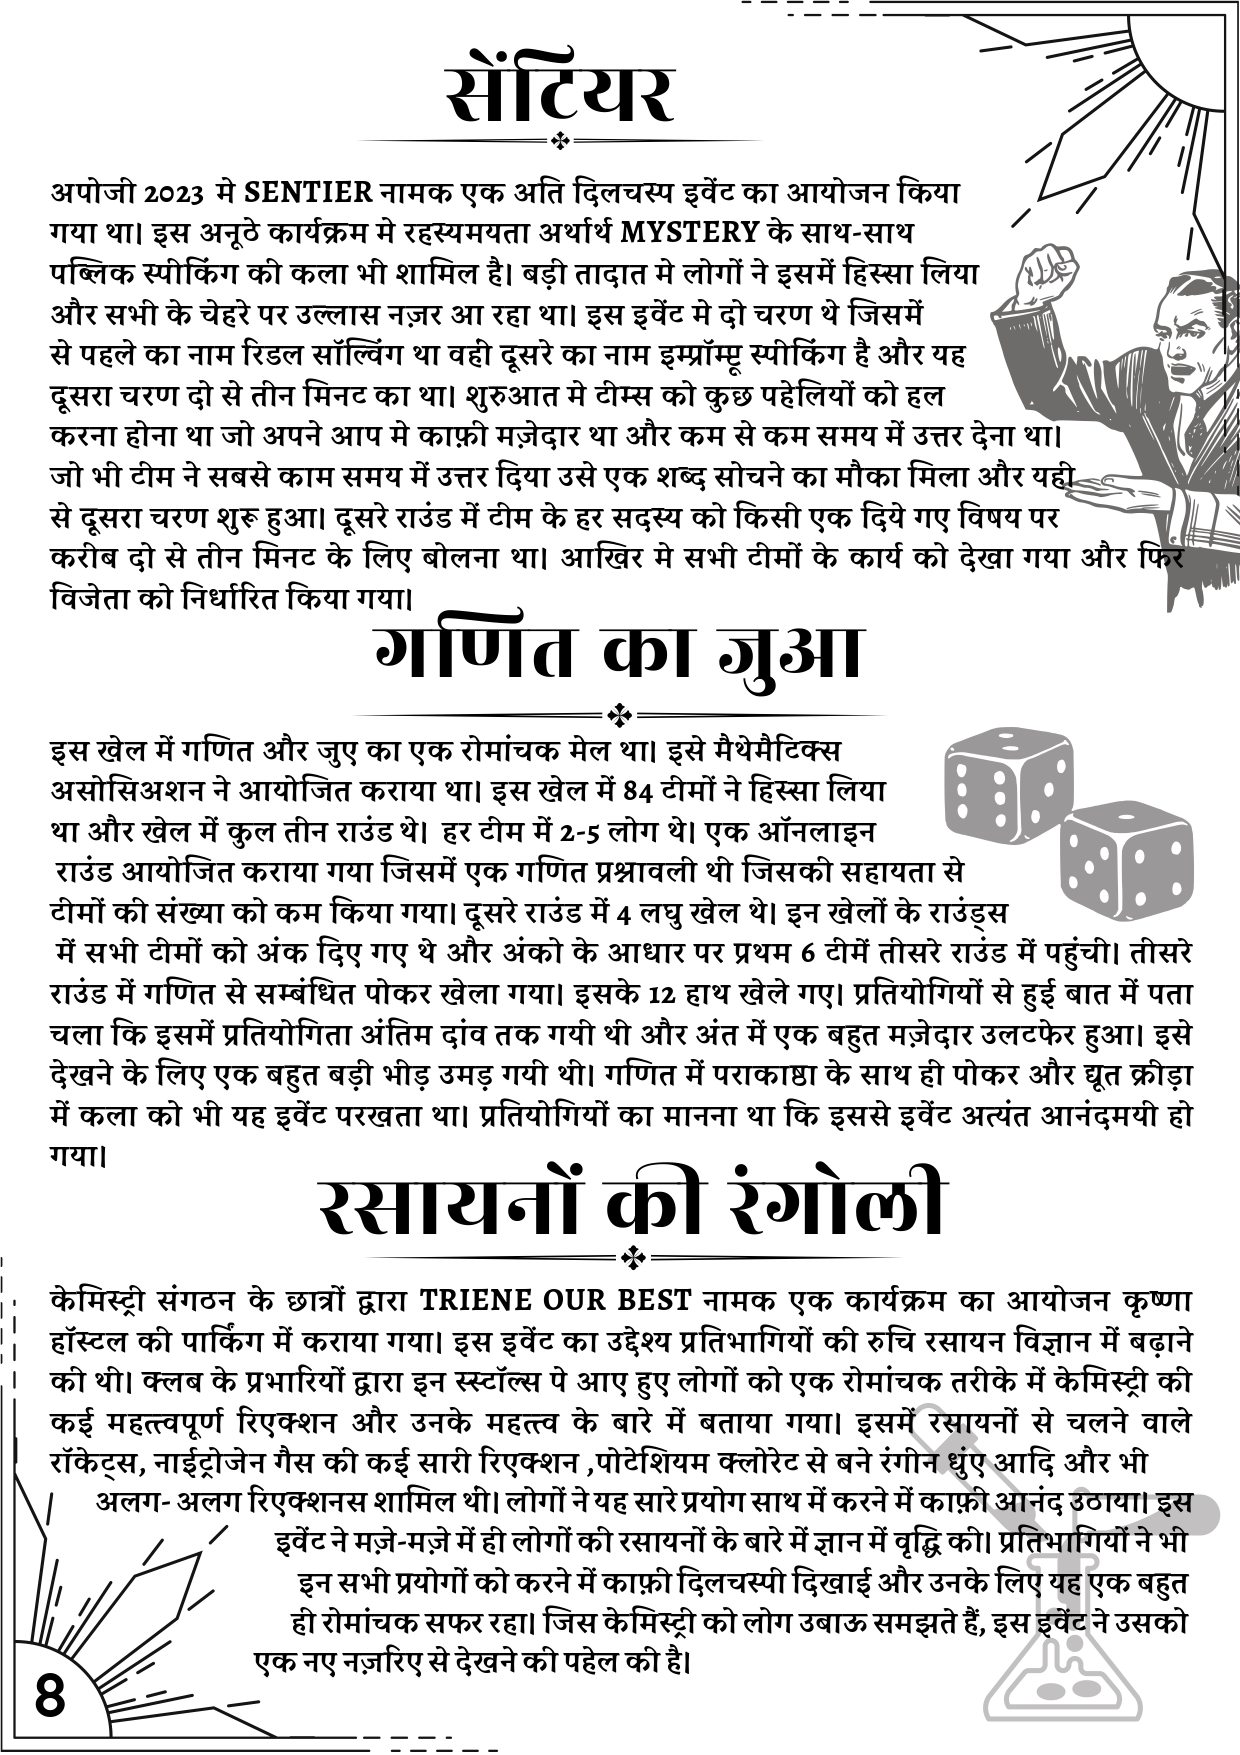 सेंटियर
अपोजी 2023 मे SENTIER नामक एक अति दिलचस्प इवेंट का आयोजन किया
गया था। इस अनूठे कार्यक्रम मे रहस्यमयता अर्थार्थ MYSTERY के साथ-साथ
पब्लिक स्पीकिंग की कला भी शामिल है। बड़ी तादात मे लोगों ने इसमें हिस्सा लिया
और सभी के चेहरे पर उल्लास नज़र आ रहा था। इस इवेंट मे दो चरण थे जिसमें
से पहले का नाम रिडल सॉल्विंग था वहीं दूसरे का नाम इम्प्रॉम्प्टू स्पीकिंग है और यह
दूसरा चरण दो से तीन मिनट का था। शुरुआत मे टीम्स को कुछ पहेलियों को हल
करना होना था जो अपने आप मे काफ़ी मज़ेदार था और कम से कम समय में उत्तर देना था।
जो भी टीम ने सबसे काम समय में उत्तर दिया उसे एक शब्द सोचने का मौका मिला और यही
से दूसरा चरण शुरू हुआ। दूसरे राउंड में टीम के हर सदस्य को किसी एक दिये गए विषय पर
करीब दो से तीन मिनट के लिए बोलना था। आखिर मे सभी टीमों के कार्य को देखा गया और फिर
विजेता को निर्धारित किया गया।
गणित का जुआ
इस खेल में गणित और जुए का एक रोमांचक मेल था। इसे मैथेमैटिक्स
असोसिअशन ने आयोजित कराया था। इस खेल में 84 टीमों ने हिस्सा लिया
था और खेल में कुल तीन राउंड थे। हर टीम में 2-5 लोग थे। एक ऑनलाइन
राउंड आयोजित कराया गया जिसमें एक गणित प्रश्नावली थी जिसकी सहायता से
टीमों की संख्या को कम किया गया। दूसरे राउंड में 4 लघु खेल थे। इन खेलों के राउंड्स
में सभी टीमों को अंक दिए गए थे और अंको के आधार पर प्रथम 6 टीमें तीसरे राउंड में पहुंची। तीसरे
राउंड में गणित से सम्बंधित पोकर खेला गया। इसके 12 हाथ खेले गए। प्रतियोगियों से हुई बात में पता
चला कि इसमें प्रतियोगिता अंतिम दांव तक गयी थी और अंत में एक बहुत मज़ेदार उलटफेर हुआ। इसे
देखने के लिए एक बहुत बड़ी भीड़ उमड़ गयी थी। गणित में पराकाष्ठा के साथ ही पोकर और द्यूत क्रीड़ा
में कला को भी यह इवेंट परखता था। प्रतियोगियों का मानना था कि इससे इवेंट अत्यंत आनंदमयी हो
गया।
रसायनों की रंगोली
केमिस्ट्री संगठन के छात्रों द्वारा TRIENE OUR BEST नामक एक कार्यक्रम का आयोजन कृष्णा
हॉस्टल की पार्किंग में कराया गया। इस इवेंट का उद्देश्य प्रतिभागियों की रुचि रसायन विज्ञान में बढ़ाने
की थी। क्लब के प्रभारियों द्वारा इन स्स्टॉल्स पे आए हुए लोगों को एक रोमांचक तरीके में केमिस्ट्री की
कई महत्त्वपूर्ण रिएक्शन और उनके महत्त्व के बारे में बताया गया। इसमें रसायनों से चलने वाले
रॉकेट्स, नाईट्रोजेन गैस की कई सारी रिएक्शन ,पोटेशियम क्लोरेट से बने रंगीन धुंए आदि और भी
अलग- अलग रिएक्शनस शामिल थी। लोगों ने यह सारे प्रयोग साथ में करने में काफ़ी आनंद उठाया। इस
इवेंट ने मज़े-मज़े में ही लोगों की रसायनों के बारे में ज्ञान में वृद्धि की। प्रतिभागियों ने भी
इन सभी प्रयोगों को करने में काफ़ी दिलचस्पी दिखाई और उनके लिए यह एक बहुत
ही रोमांचक सफर रहा। जिस केमिस्ट्री को लोग उबाऊ समझते हैं, इस इवेंट ने उसको
एक नए नज़रिए से देखने की पहेल की है।
8